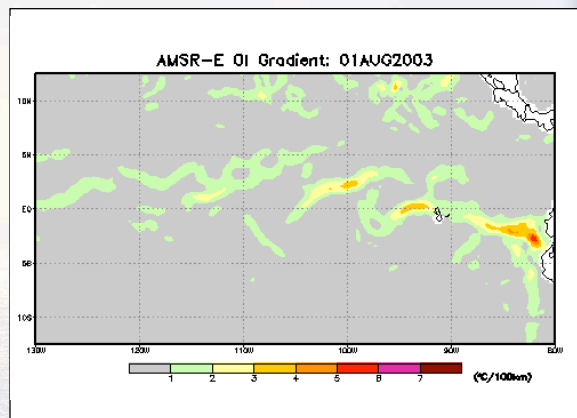 AMSR-E OI Gradient: 01AUG2003
10N
5N
EQ
5S
10S
130W 120W 110W 100W 90W 80W
1 2 3 4 5 6 7 (°C/100km)